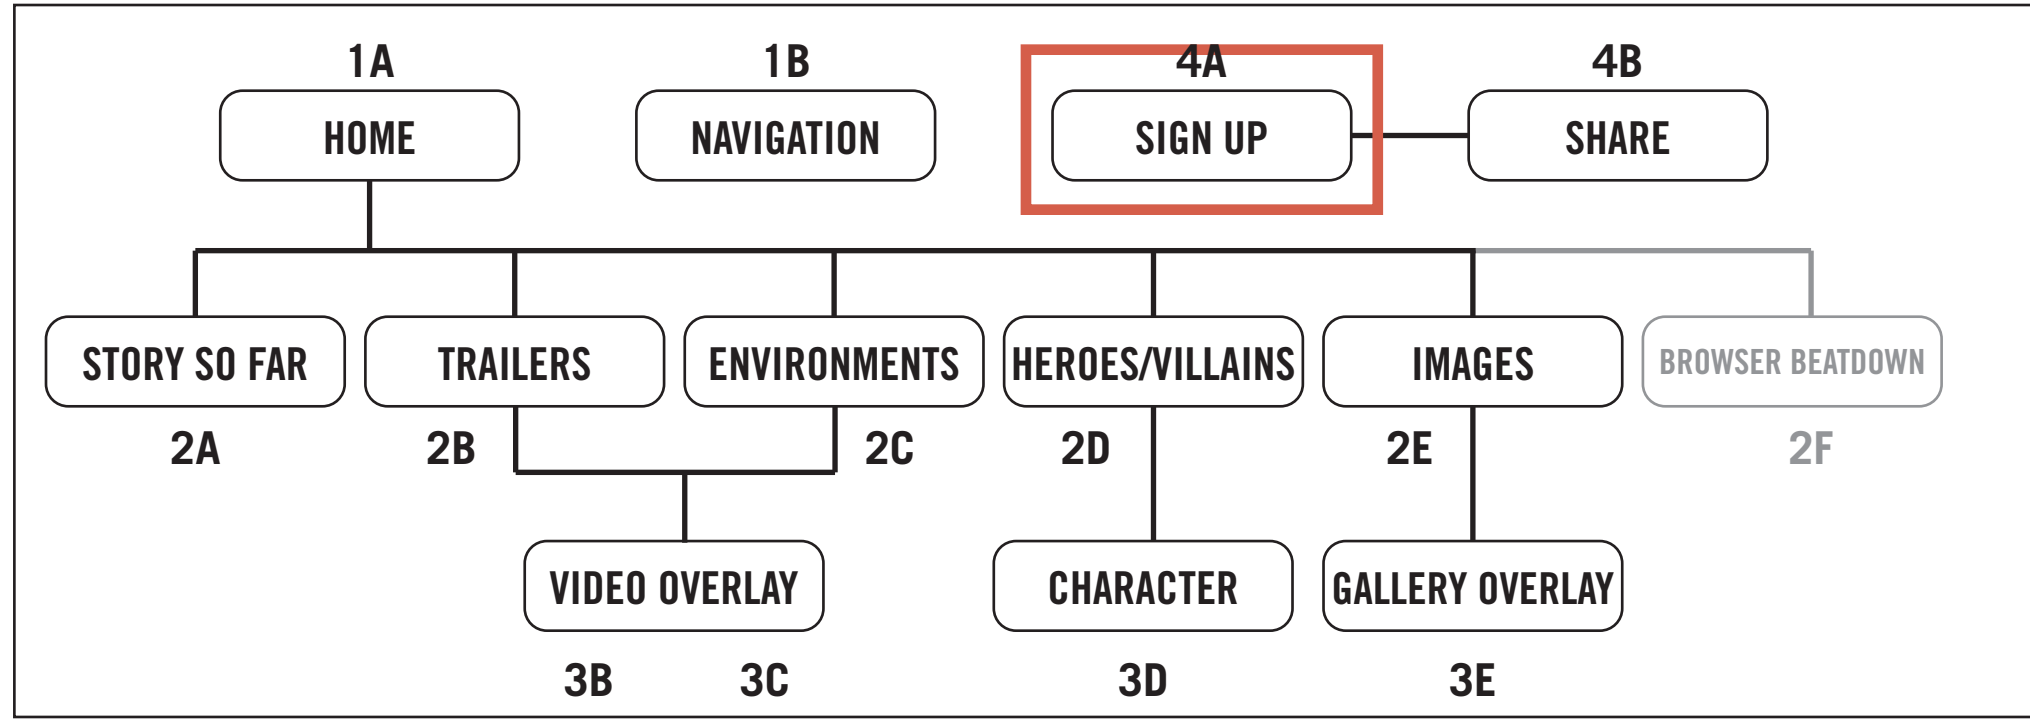 1A
1B
4A
4B
HOME
NAVIGATION
SIGN UP
SHARE
STORY SO FAR
TRAILERS
ENVIRONMENTS
HEROES/VILLAINS
IMAGES
BROWSER BEATDOWN
2A
2B
2C
2D
2E
2F
VIDEO OVERLAY
CHARACTER
GALLERY OVERLAY
3B
3C
3D
3E